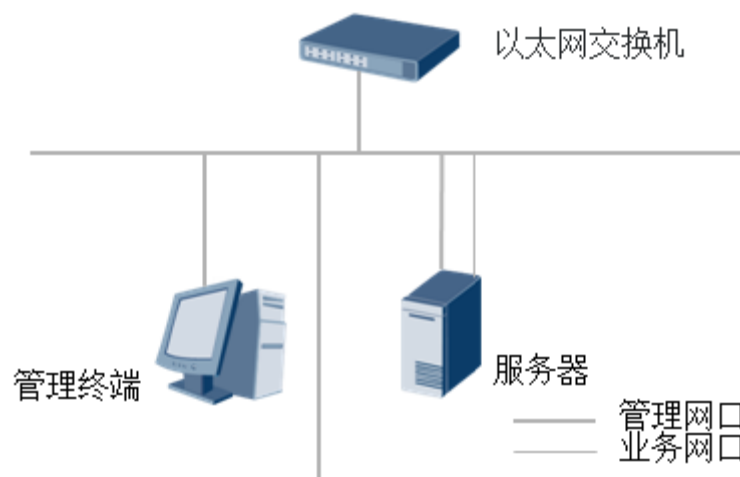 以太网交换机
管理终端
服务器
管理网口
业务网口